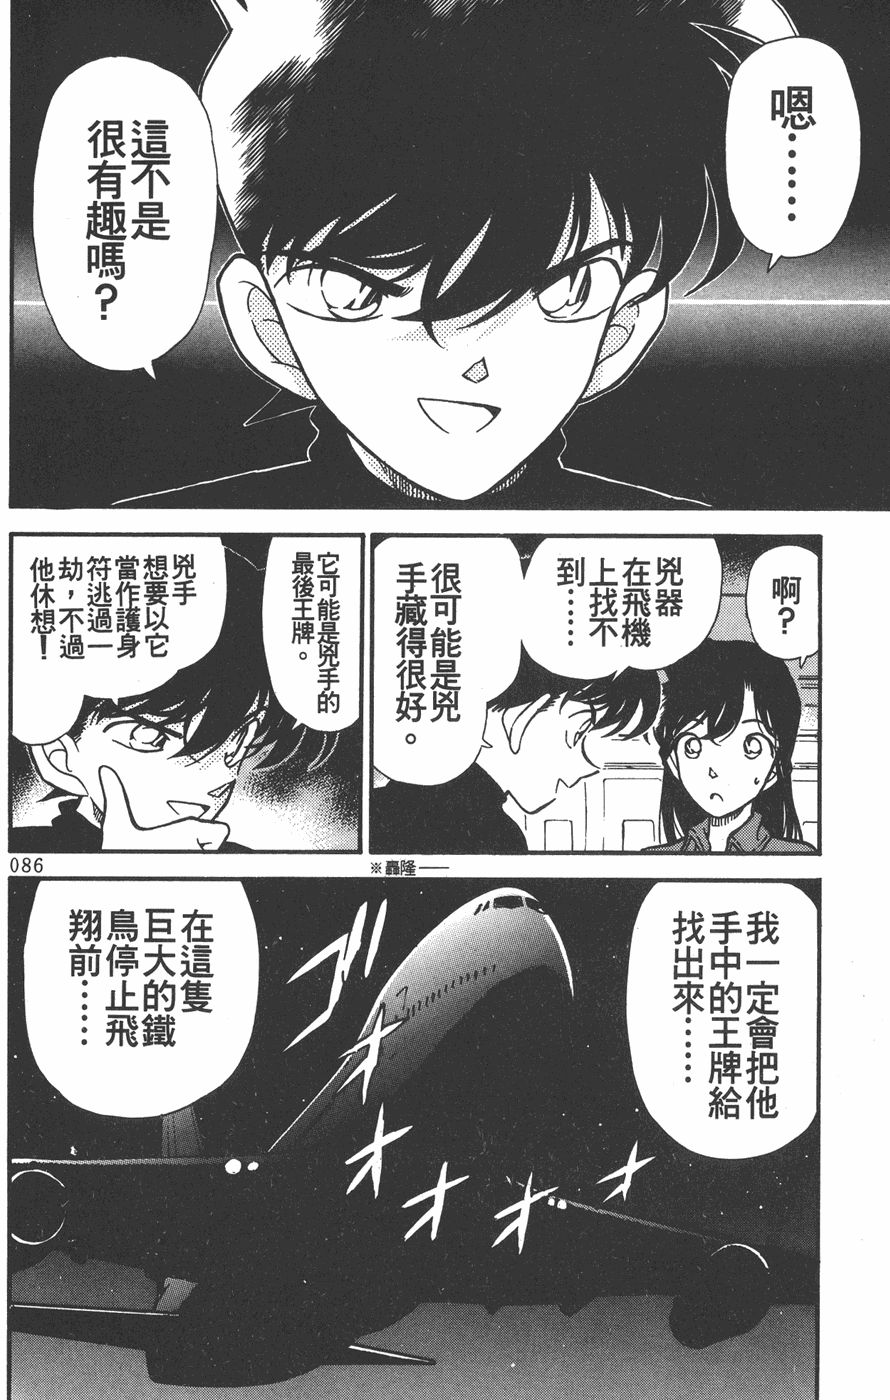 嗯……
這不是
很有趣嗎？
啊？
兇器
在飛機
上找不
到……
很可能是兇
手藏得很好。
它可能是兇手的
最後王牌。
兇手
想要以它
當作護身
符逃過一
劫，不過
他休想！
086
※轟隆──
我一定會把他
手中的王牌給
找出來……
在這隻
巨大的鐵
鳥停止飛
翔前……
ゴオオオオオオ